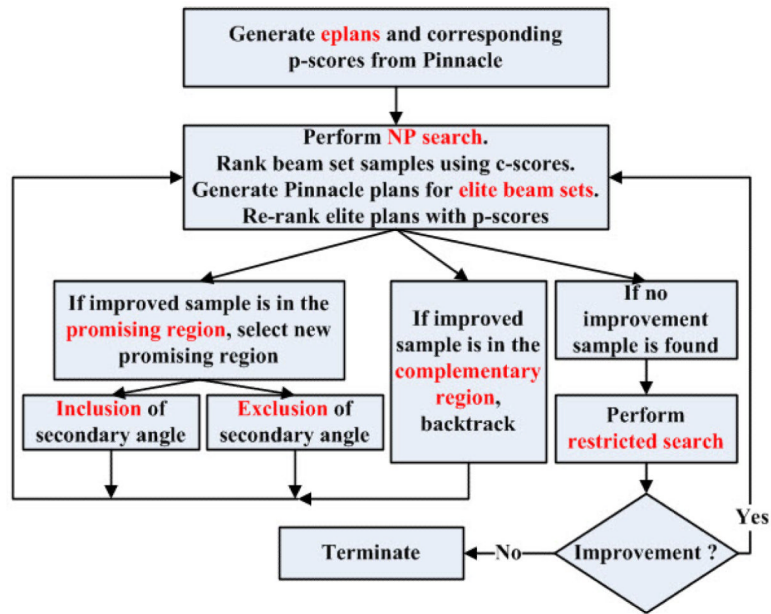 Generate eplans and corresponding
p-scores from Pinnacle
Perform NP search.
Rank beam set samples using c-scores.
Generate Pinnacle plans for elite beam sets.
Re-rank elite plans with p-scores
If improved sample is in the
promising region, select new
promising region
Inclusion of
secondary angle
Exclusion of
secondary angle
If improved
sample is in the
complementary
region,
backtrack
If no
improvement
sample is found
Perform
restricted search
Improvement ?
Yes
No
Terminate